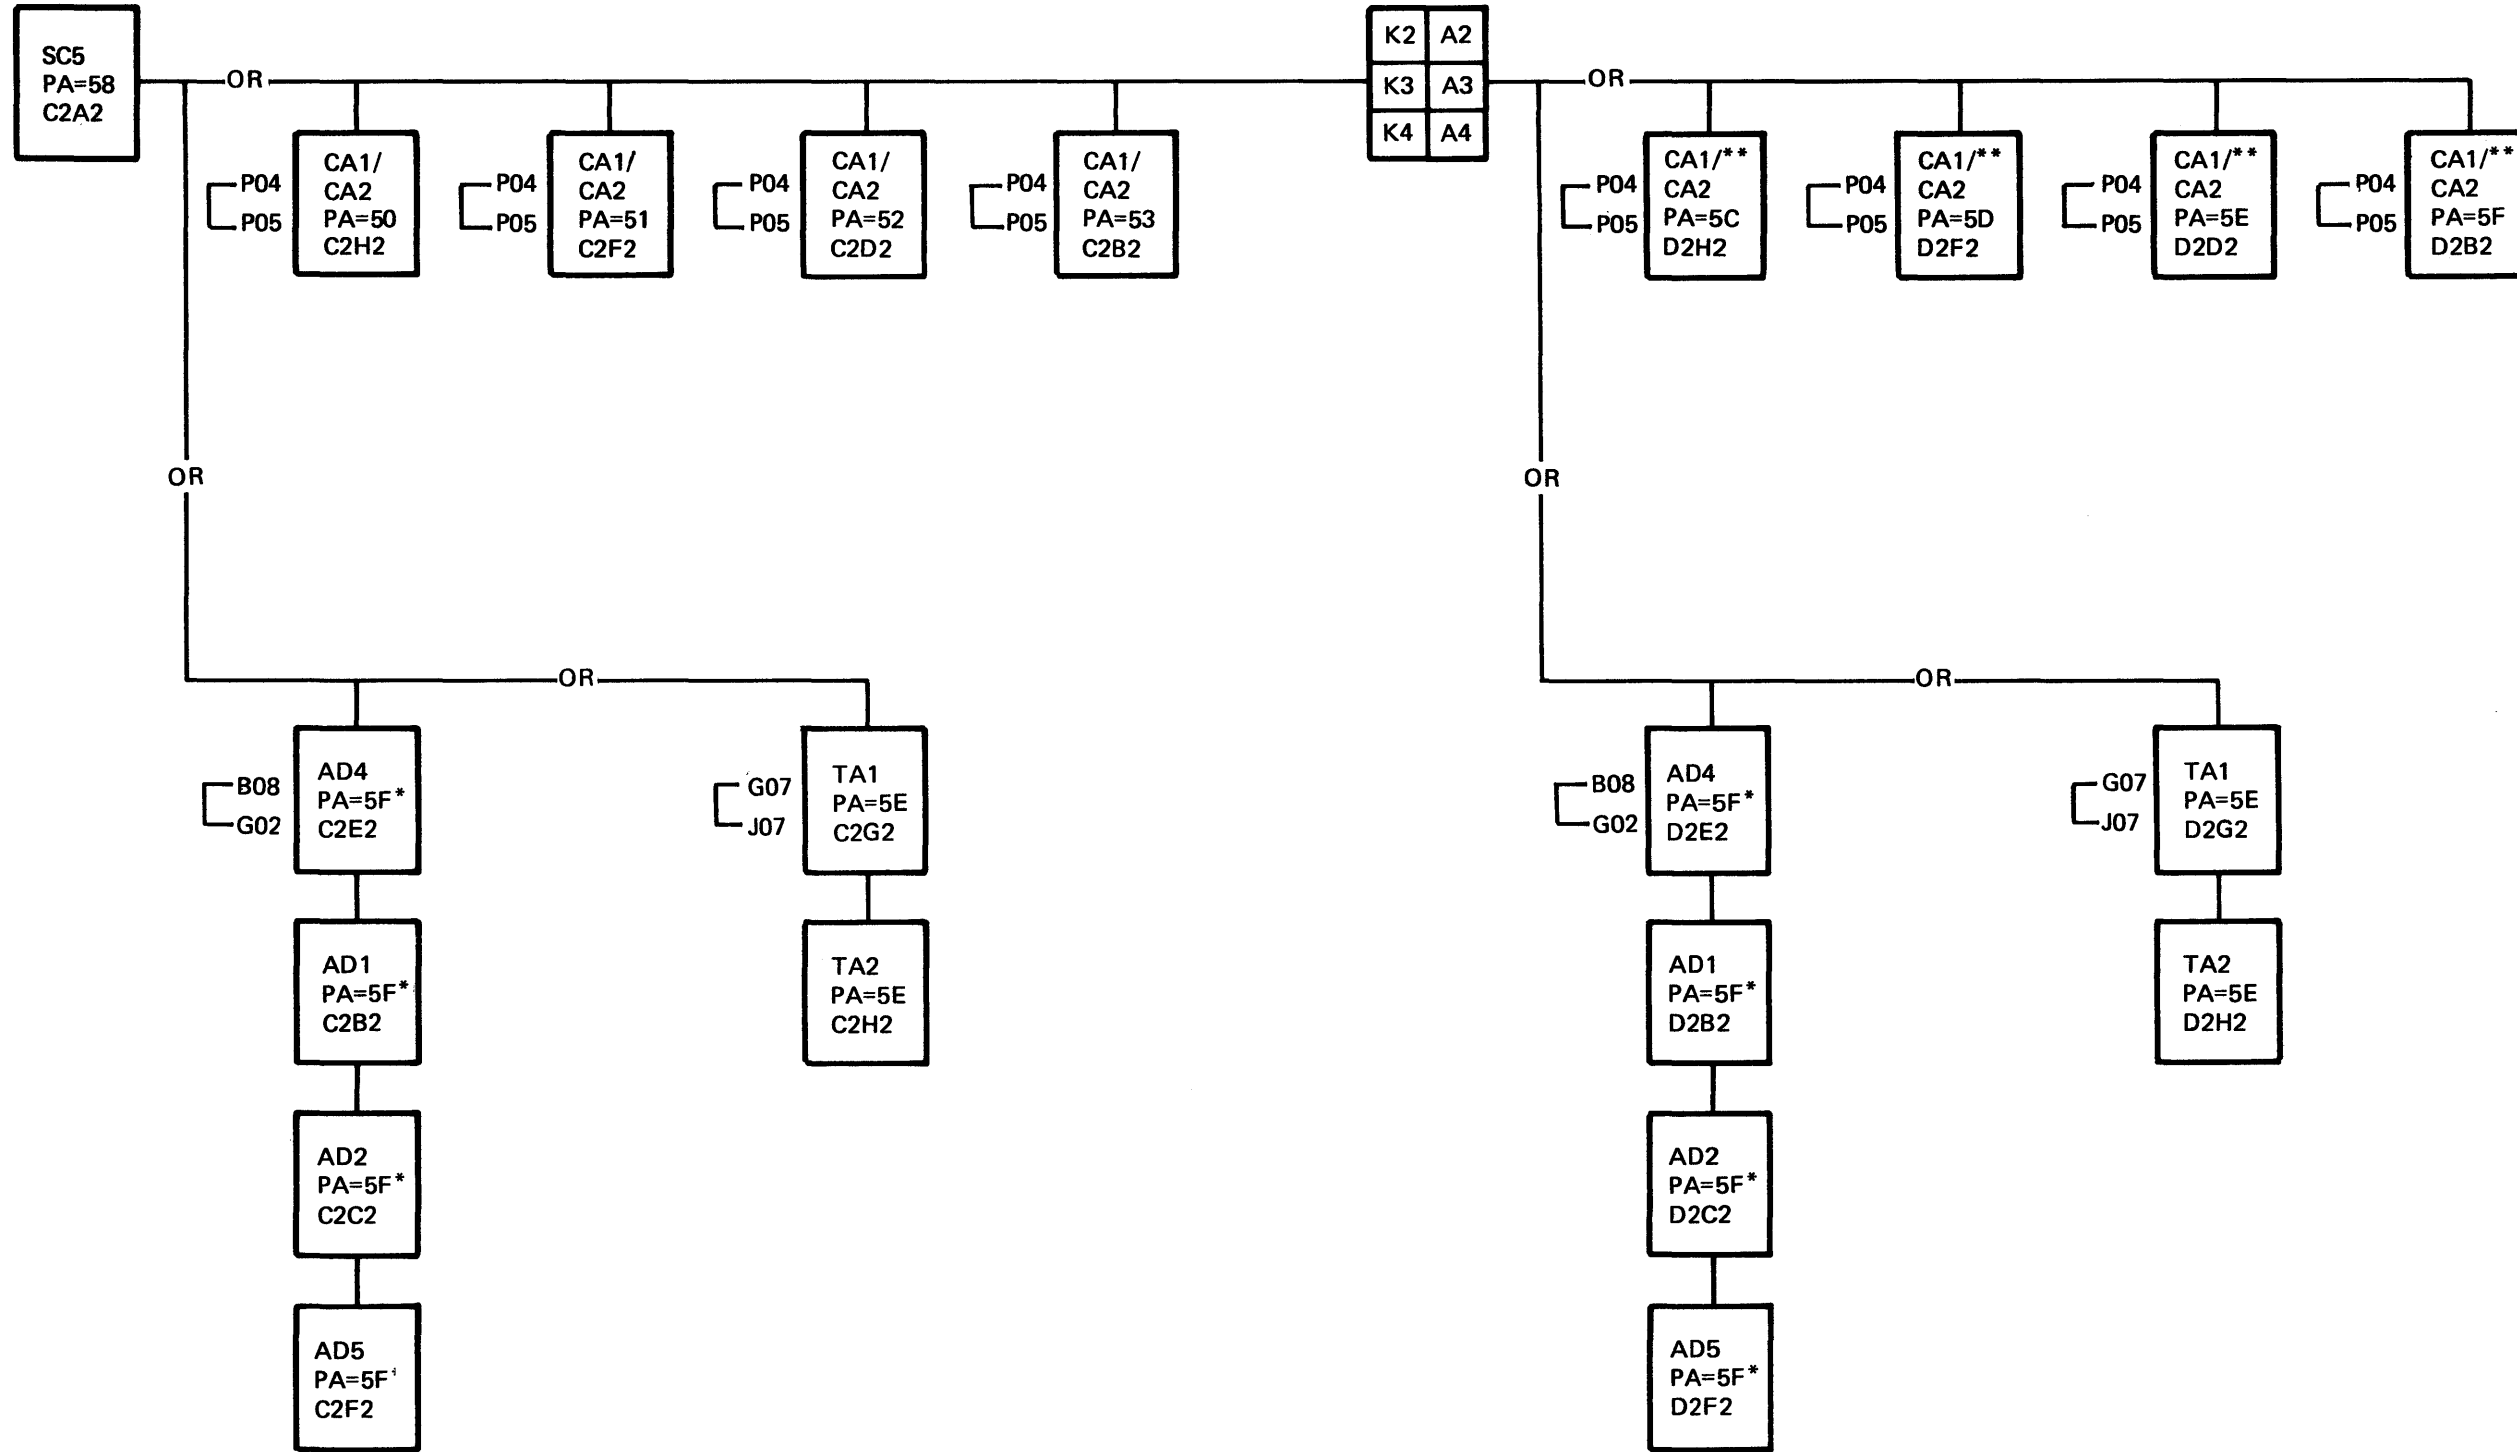 SC5
PA=58
C2A2
OR
K2 A2
K3 A3
K4 A4
OR
P04
P05
CA1/
CA2
PA=50
C2H2
P04
P05
CA1/
CA2
PA=51
C2F2
P04
P05
CA1/
CA2
PA=52
C2D2
P04
P05
CA1/
CA2
PA=53
C2B2
P04
P05
CA1/**
CA2
PA=5C
D2H2
P04
P05
CA1/**
CA2
PA=5D
D2F2
P04
P05
CA1/**
CA2
PA=5E
D2D2
P04
P05
CA1/**
CA2
PA=5F
D2B2
OR
OR
OR
OR
B08
G02
AD4
PA=5F*
C2E2
G07
J07
TA1
PA=5E
C2G2
B08
G02
AD4
PA=5F*
D2E2
G07
J07
TA1
PA=5E
D2G2
AD1
PA=5F*
C2B2
TA2
PA=5E
C2H2
AD1
PA=5F*
D2B2
TA2
PA=5E
D2H2
AD2
PA=5F*
C2C2
AD2
PA=5F*
D2C2
AD5
PA=5F
C2F2
AD5
PA=5F*
D2F2